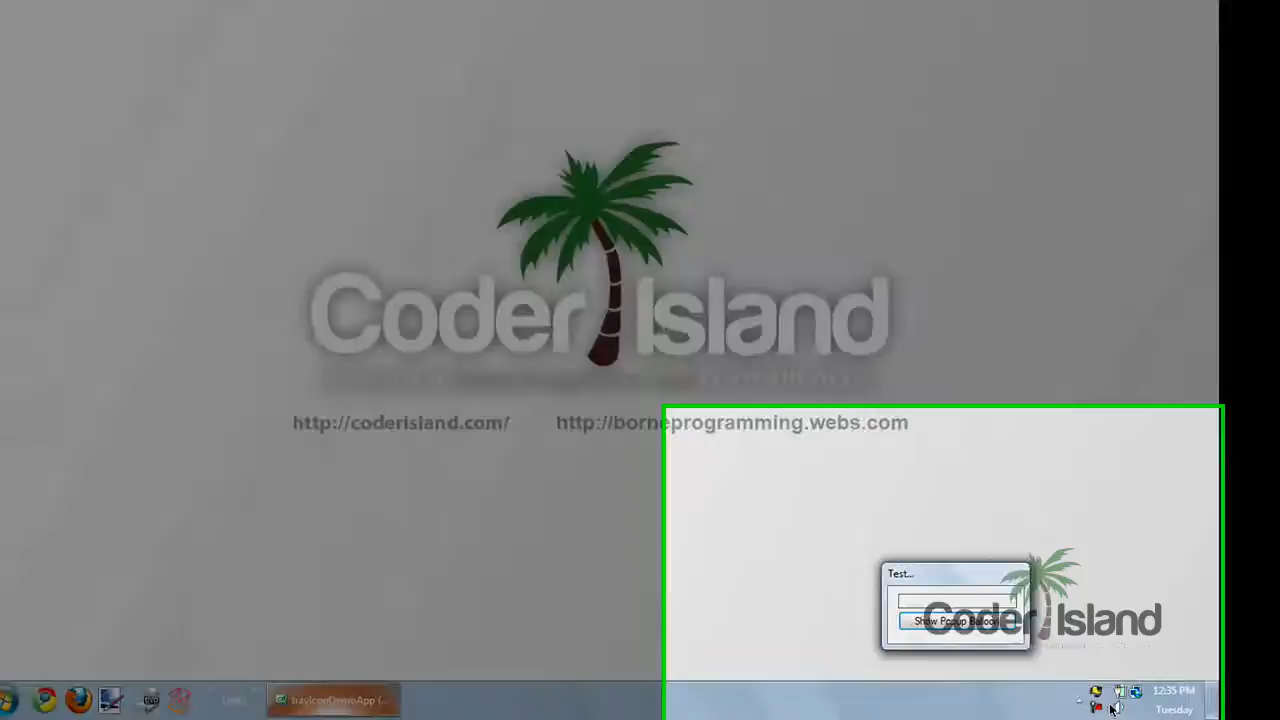 Coder Island
http://coderisland.com/ http://borneprogramming.webs.com
Test...
Show Popup Balloon
Coder Island
trayIconDemoApp (...
12:35 PM
Tuesday